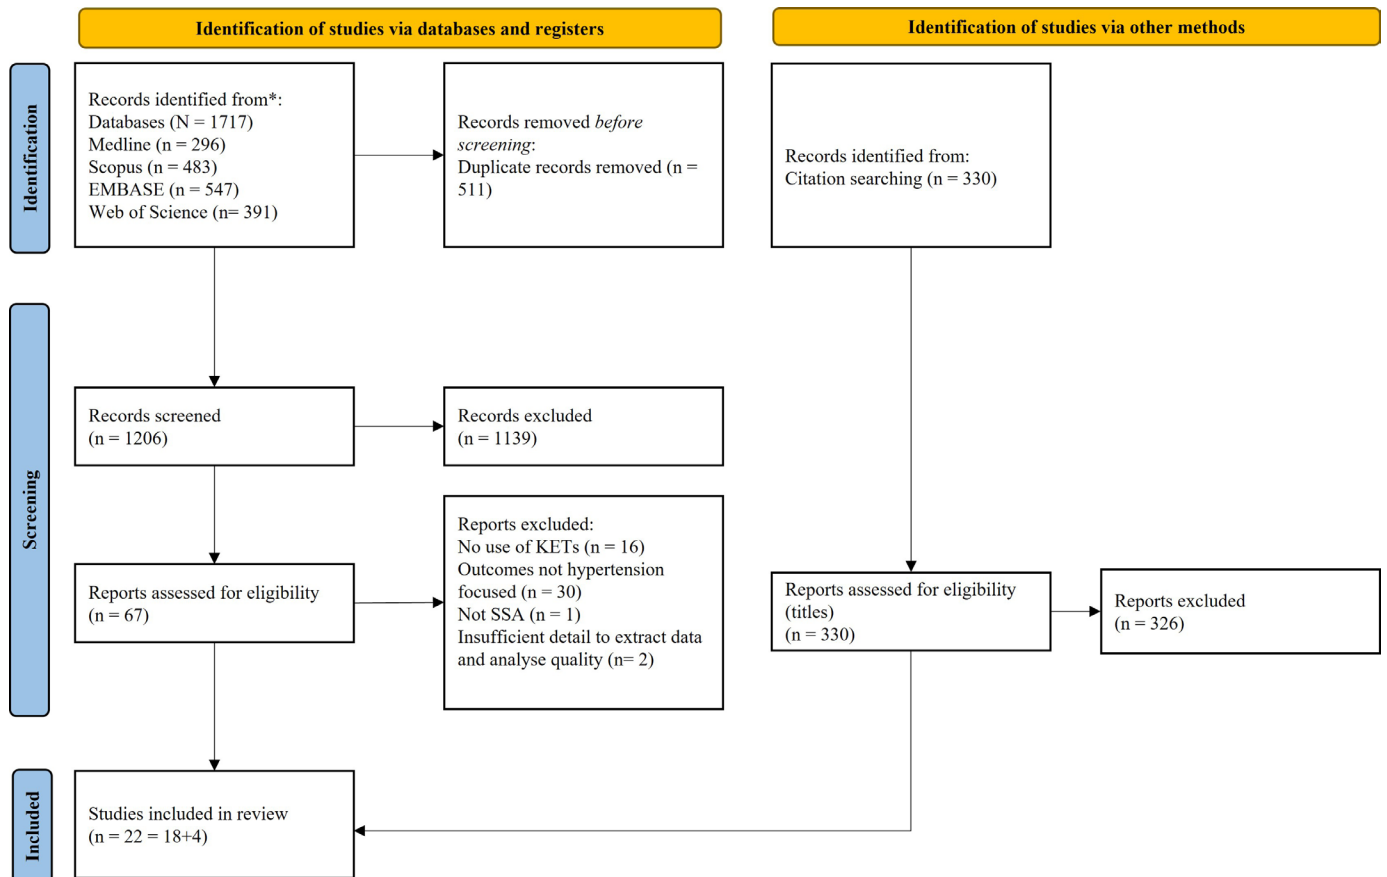 Identification of studies via databases and registers
Identification of studies via other methods
Identification
Records identified from*:
Databases (N = 1717)
Medline (n = 296)
Scopus (n = 483)
EMBASE (n = 547)
Web of Science (n= 391)
Records removed before
screening:
Duplicate records removed (n =
511)
Records identified from:
Citation searching (n = 330)
Screening
Records screened
(n = 1206)
Records excluded
(n = 1139)
Reports assessed for eligibility
(n = 67)
Reports excluded:
No use of KETs (n = 16)
Outcomes not hypertension
focused (n = 30)
Not SSA (n = 1)
Insufficient detail to extract data
and analyse quality (n= 2)
Reports assessed for eligibility
(titles)
(n = 330)
Reports excluded
(n = 326)
Included
Studies included in review
(n = 22 = 18+4)